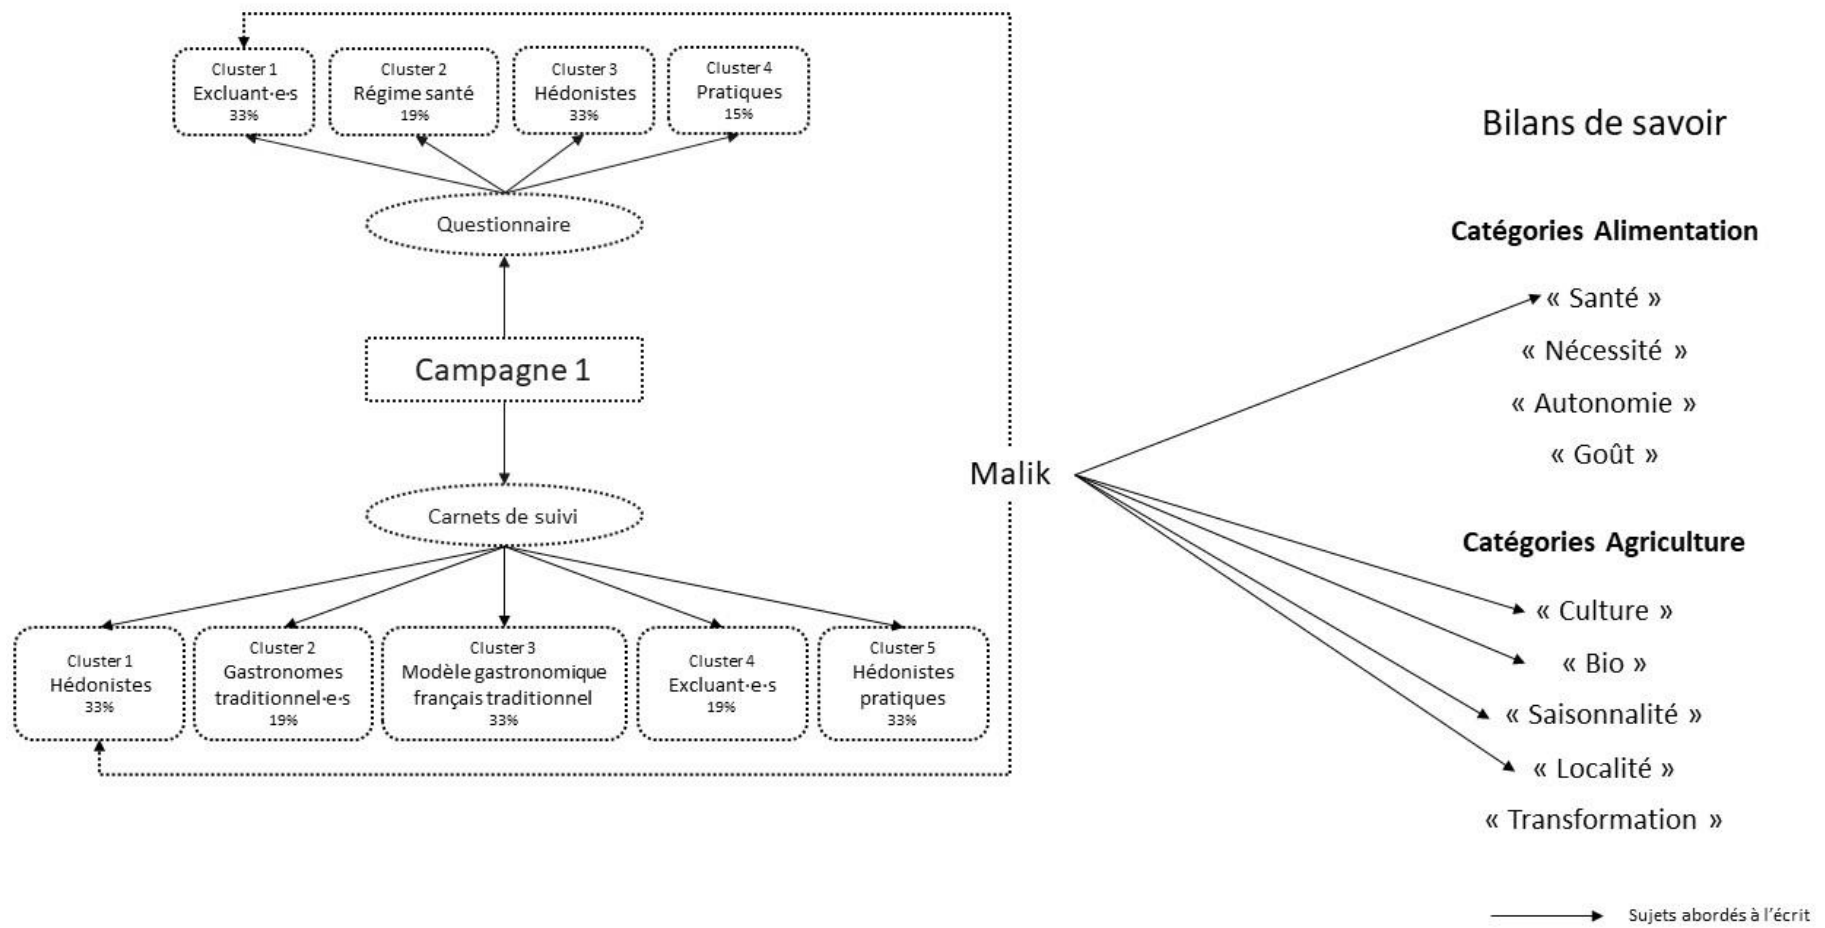 Cluster 1
Excluant·e·s
33%
Cluster 2
Régime santé
19%
Cluster 3
Hédonistes
33%
Cluster 4
Pratiques
15%
Questionnaire
Campagne 1
Carnets de suivi
Cluster 1
Hédonistes
33%
Cluster 2
Gastronomes
traditionnel·e·s
19%
Cluster 3
Modèle gastronomique
français traditionnel
33%
Cluster 4
Excluant·e·s
19%
Cluster 5
Hédonistes
pratiques
33%
Malik
Bilans de savoir
Catégories Alimentation
« Santé »
« Nécessité »
« Autonomie »
« Goût »
Catégories Agriculture
« Culture »
« Bio »
« Saisonnalité »
« Localité »
« Transformation »
Sujets abordés à l'écrit